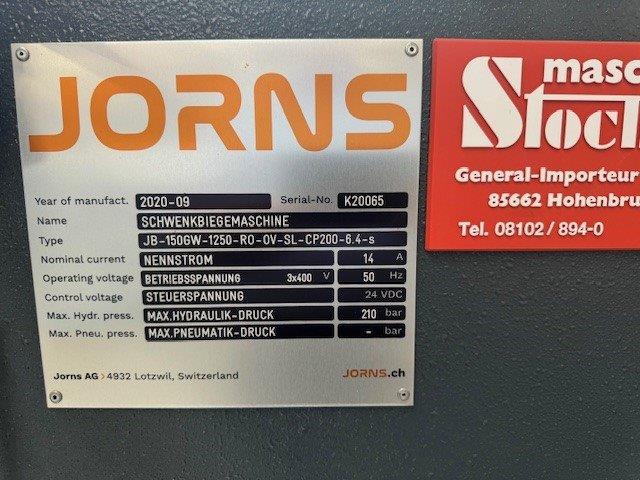 JORNS
Year of manufact. 2020-09 Serial-No. K20065
Name SCHWENKBIEGEMASCHINE
Type JB-150GW-1250-RO-OV-SL-CP200-6.4-s
Nominal current NENNSTROM 14 A
Operating voltage BETRIEBSSPANNUNG 3x400 V 50 Hz
Control voltage STEUERSPANNUNG 24 VDC
Max. Hydr. press. MAX.HYDRAULIK-DRUCK 210 bar
Max. Pneu. press. MAX.PNEUMATIK-DRUCK - bar
Jorns AG > 4932 Lotzwil, Switzerland JORNS.ch
masc
Stoc
General-Importeur
85662 Hohenbru
Tel. 08102 / 894-0